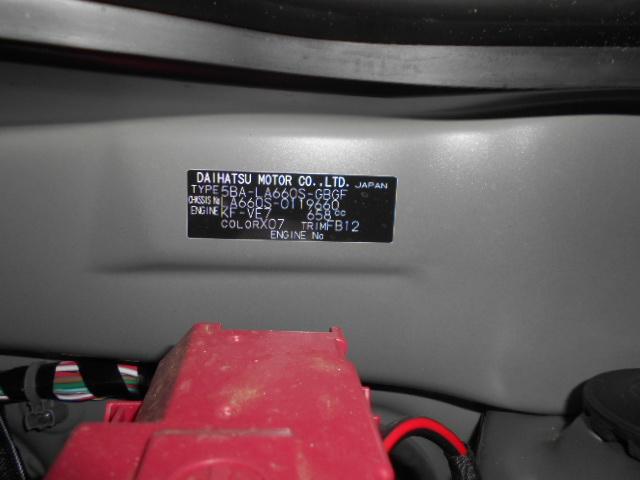 DAIHATSU MOTOR CO.,LTD. JAPAN
TYPE 5BA-LA660S-GBGF
CHASSIS No LA660S-0119660
ENGINE KF-VE7 658cc
COLOR X07 TRIM FB12
ENGINE No